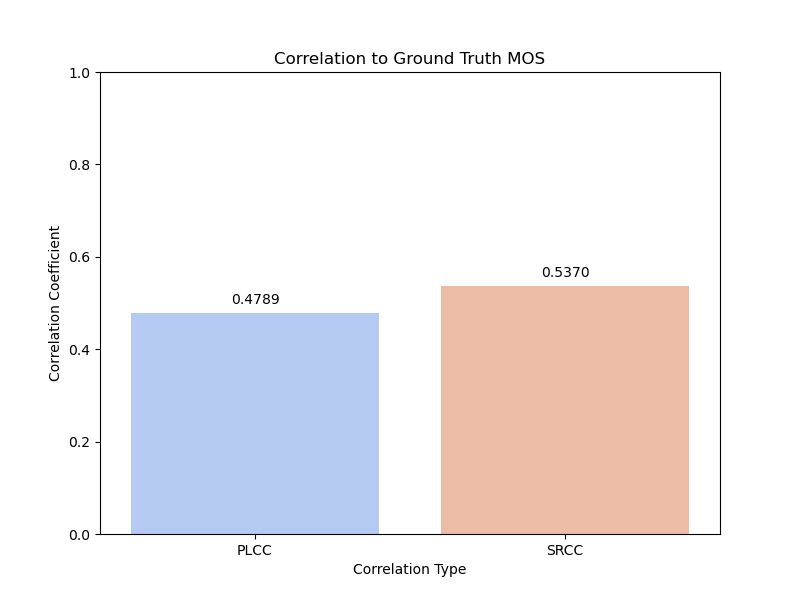 Correlation to Ground Truth MOS
Correlation Coefficient
1.0
0.8
0.6
0.4
0.2
0.0
0.4789
0.5370
PLCC
SRCC
Correlation Type